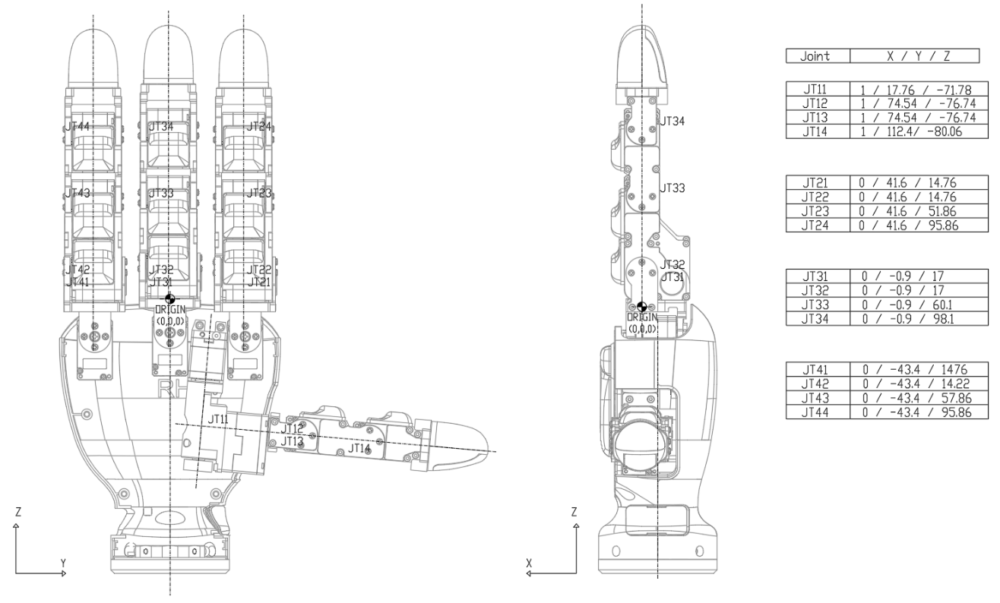 Joint X / Y / Z
JT11 1 / 17.76 / -71.78
JT12 1 / 74.54 / -76.74
JT13 1 / 74.54 / -76.74
JT14 1 / 112.4/ -80.06
JT21 0 / 41.6 / 14.76
JT22 0 / 41.6 / 14.76
JT23 0 / 41.6 / 51.86
JT24 0 / 41.6 / 95.86
JT31 0 / -0.9 / 17
JT32 0 / -0.9 / 17
JT33 0 / -0.9 / 60.1
JT34 0 / -0.9 / 98.1
JT41 0 / -43.4 / 1476
JT42 0 / -43.4 / 14.22
JT43 0 / -43.4 / 57.86
JT44 0 / -43.4 / 95.86
JT44 JT34 JT24
JT43 JT33 JT23
JT42 JT32 JT22
JT41 JT31 JT21
ORIGIN
(0,0,0)
JT11
JT12
JT13
JT14
Z
Y
JT34
JT33
JT32
JT31
ORIGIN
(0,0,0)
Z
X